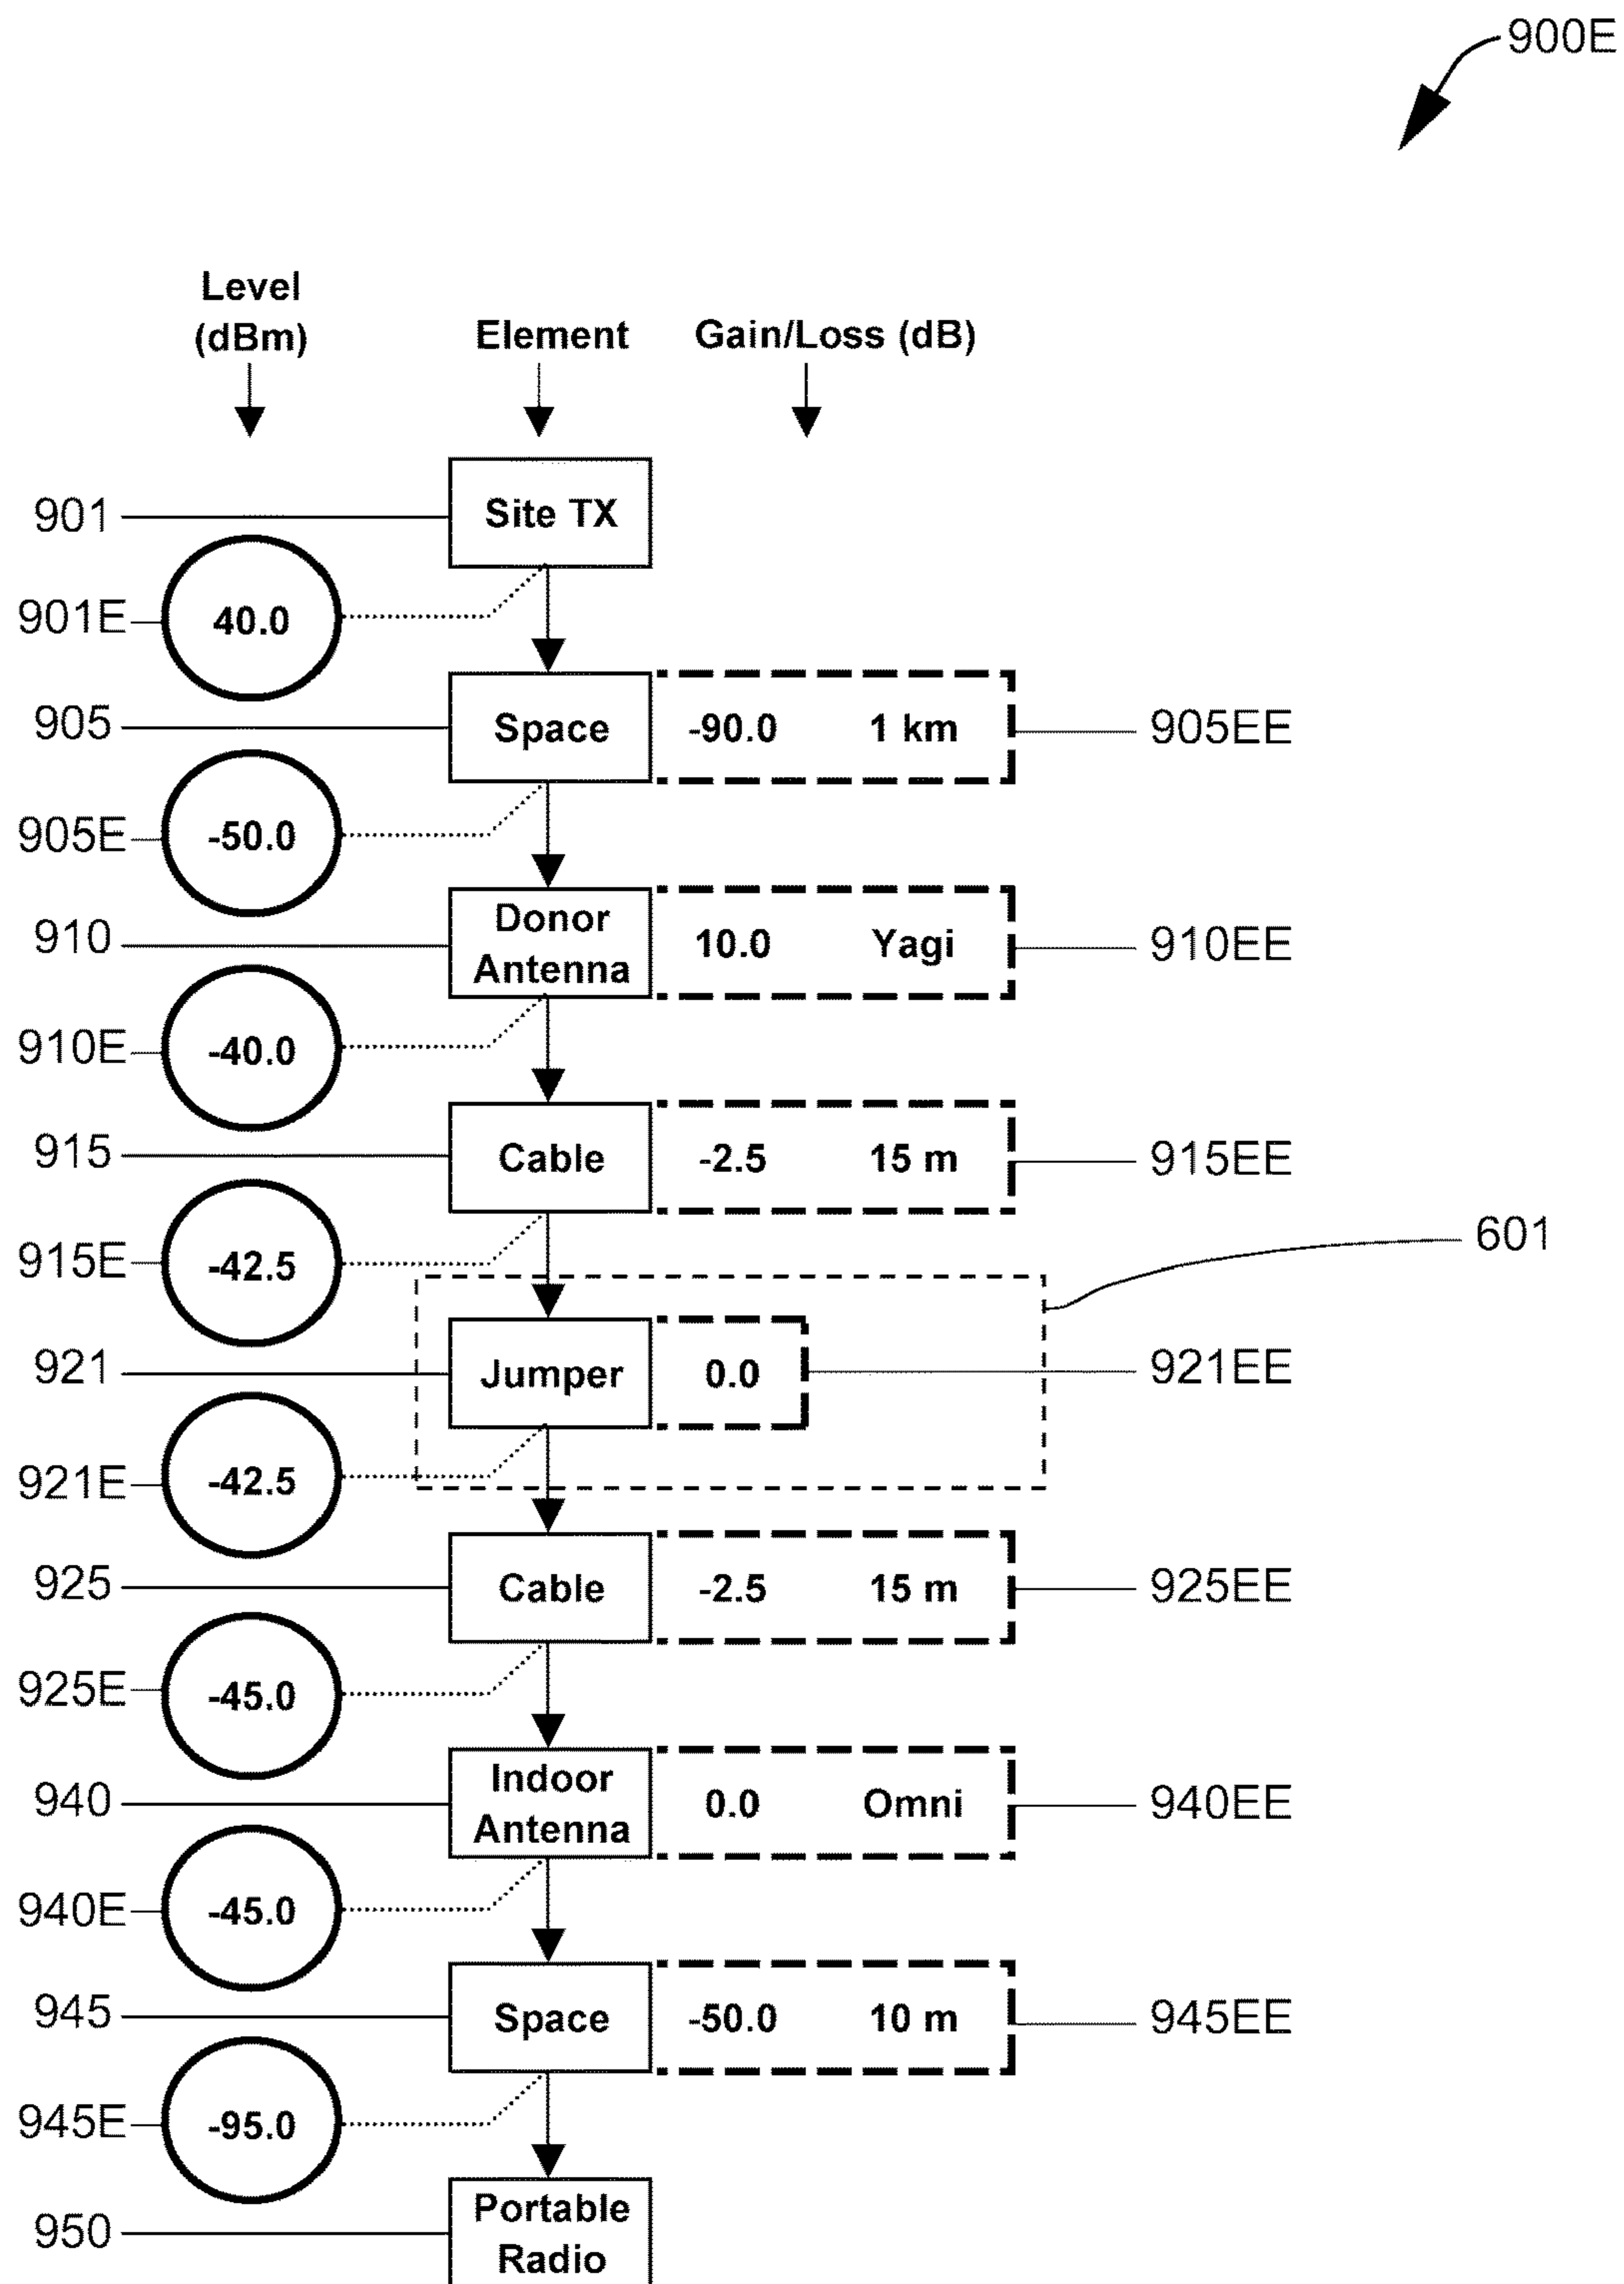 900E
Level
(dBm)
Element
Gain/Loss (dB)
901
Site TX
901E
40.0
905
Space
-90.0 1 km
905EE
905E
-50.0
910
Donor
Antenna
10.0 Yagi
910EE
910E
-40.0
915
Cable
-2.5 15 m
915EE
915E
-42.5
601
921
Jumper
0.0
921EE
921E
-42.5
925
Cable
-2.5 15 m
925EE
925E
-45.0
940
Indoor
Antenna
0.0 Omni
940EE
940E
-45.0
945
Space
-50.0 10 m
945EE
945E
-95.0
950
Portable
Radio